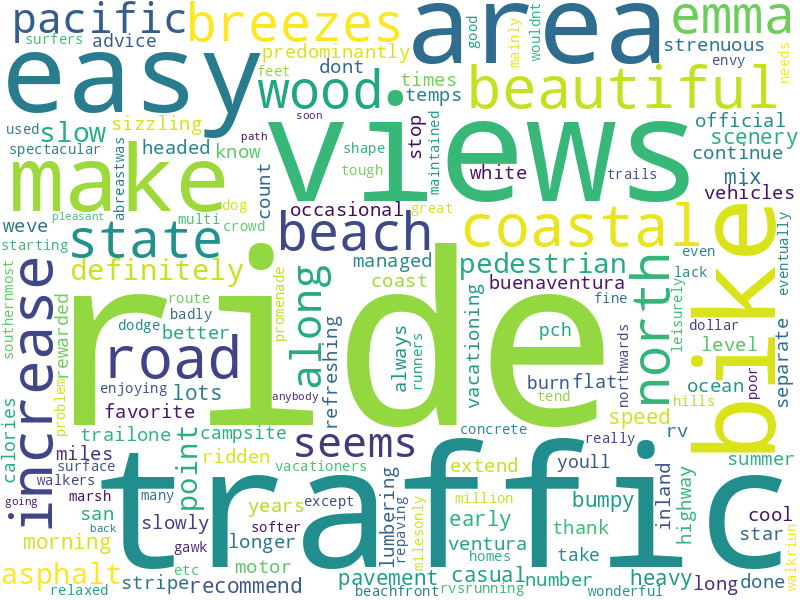 pacific
breezes
area
emma
surfers
advice
predominantly
good
mainly
wouldnt
strenuous
envy
needs
easy
feet
dont
times
wood
temps
beautiful
official
scenery
continue
used
slow
sizzling
spectacular
headed
know
path
soon
views
shape
tough
stop
maintained
white
trails
mix
vehicles
make
abreastwas
dog
multi
crowd
count
occasional
great
weve
pleasant
starting
state
beach
coastal
bike
even
lack
eventually
definitely
managed
pedestrian
southernmost
increase
rewarded
route
badly
dodge
better
promenade
along
coast
buenaventura
fine
north
leisurely
dollar
separate
ride
refreshing
always
runners
vacationing
pch
level
northwards
ocean
road
problem
enjoying
lots
anybody
burn
flat
tend
hills
poor
favorite
speed
rv
calories
trailone
campsite
seems
concrete
really
summer
miles
point
ridden
vacationers
extend
youll
surface
walkers
marsh
many
years
except
lumbering
repaving
milesonly
million
bumpy
inland
highway
traffic
going
san
slowly
softer
early
thank
cool
star
back
morning
gawk
longer
ventura
homes
take
walkriun
asphalt
etc
motor
pavement
casual
number
heavy
long
done
relaxed
stripe
recommend
beachfront
rvsrunning
wonderful